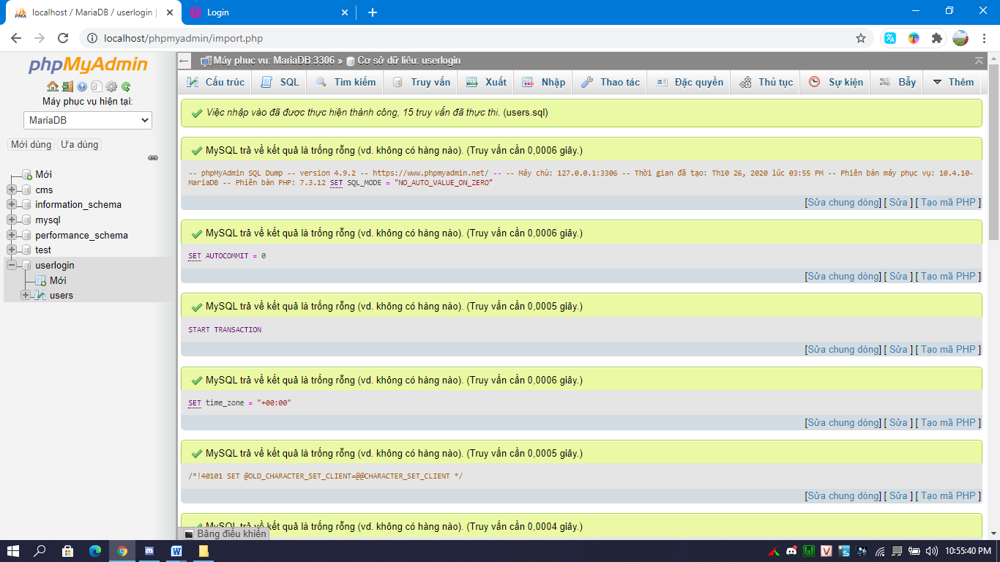 localhost / MariaDB / userlogin |
Login
localhost/phpmyadmin/import.php
phpMyAdmin
Máy phục vụ hiện tại:
MariaDB
Mới dùng Ưa dùng
Mới
cms
information_schema
mysql
performance_schema
test
userlogin
Mới
users
Máy phục vụ: MariaDB:3306 » Cơ sở dữ liệu: userlogin
Cấu trúc SQL Tìm kiếm Truy vấn Xuất Nhập Thao tác Đặc quyền Thủ tục Sự kiện Bẫy Thêm
Việc nhập vào đã được thực hiện thành công, 15 truy vấn đã thực thi. (users.sql)
MySQL trả về kết quả là trống rỗng (vd. không có hàng nào). (Truy vấn cần 0,0006 giây.)
-- phpMyAdmin SQL Dump -- version 4.9.2 -- https://www.phpmyadmin.net/ -- -- Máy chủ: 127.0.0.1:3306 -- Thời gian đã tạo: Th10 26, 2020 lúc 03:55 PM -- Phiên bản máy phục vụ: 10.4.10-
MariaDB -- Phiên bản PHP: 7.3.12 SET SQL_MODE = "NO_AUTO_VALUE_ON_ZERO"
[Sửa chung dòng] [ Sửa ] [ Tạo mã PHP ]
MySQL trả về kết quả là trống rỗng (vd. không có hàng nào). (Truy vấn cần 0,0006 giây.)
SET AUTOCOMMIT = 0
[Sửa chung dòng] [ Sửa ] [ Tạo mã PHP ]
MySQL trả về kết quả là trống rỗng (vd. không có hàng nào). (Truy vấn cần 0,0005 giây.)
START TRANSACTION
[Sửa chung dòng] [ Sửa ] [ Tạo mã PHP ]
MySQL trả về kết quả là trống rỗng (vd. không có hàng nào). (Truy vấn cần 0,0006 giây.)
SET time_zone = "+00:00"
[Sửa chung dòng] [ Sửa ] [ Tạo mã PHP ]
MySQL trả về kết quả là trống rỗng (vd. không có hàng nào). (Truy vấn cần 0,0005 giây.)
/*!40101 SET @OLD_CHARACTER_SET_CLIENT=@@CHARACTER_SET_CLIENT */
[Sửa chung dòng] [ Sửa ] [ Tạo mã PHP ]
MySQL trả về kết quả là trống rỗng (vd. không có hàng nào). (Truy vấn cần 0,0004 giây.)
Bảng điều khiển
10:55:40 PM